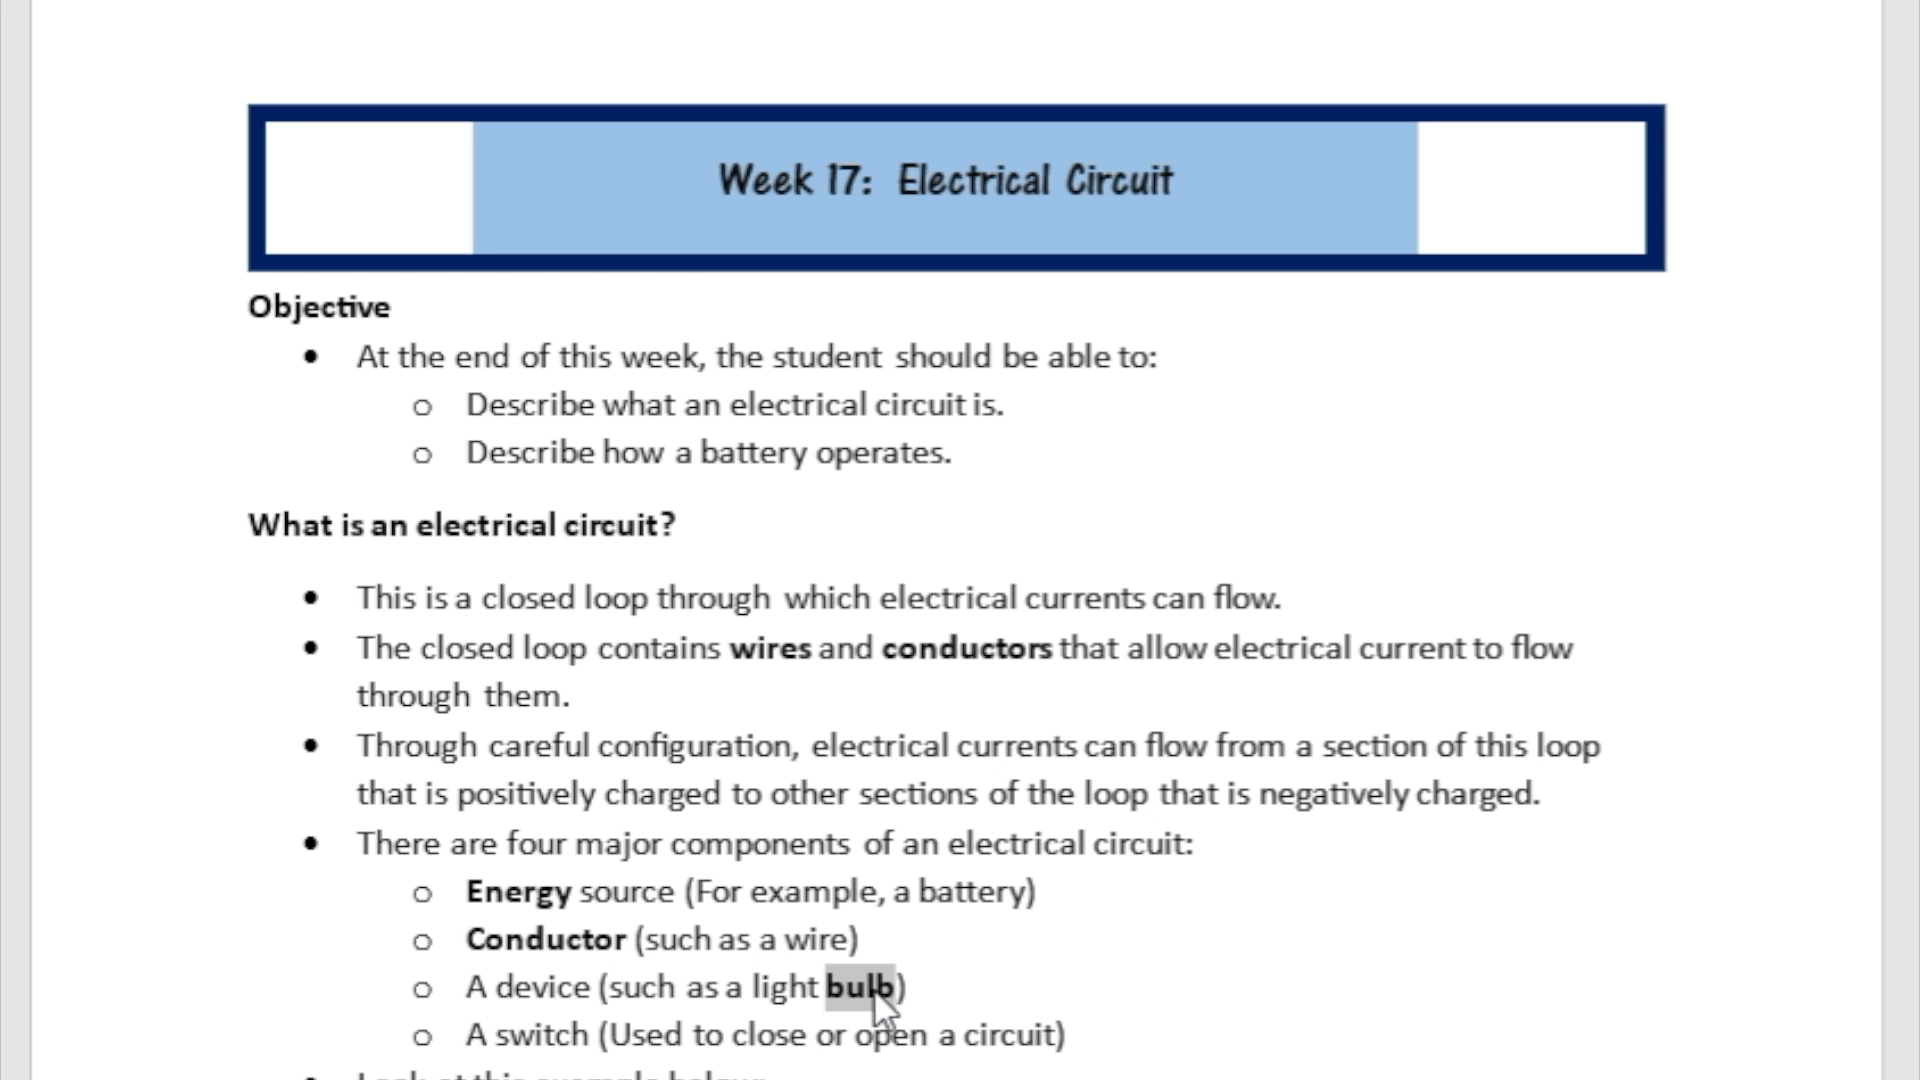 Week 17: Electrical Circuit
Objective
• At the end of this week, the student should be able to:
o Describe what an electrical circuit is.
o Describe how a battery operates.
What is an electrical circuit?
• This is a closed loop through which electrical currents can flow.
• The closed loop contains wires and conductors that allow electrical current to flow
through them.
• Through careful configuration, electrical currents can flow from a section of this loop
that is positively charged to other sections of the loop that is negatively charged.
• There are four major components of an electrical circuit:
o Energy source (For example, a battery)
o Conductor (such as a wire)
o A device (such as a light bulb)
o A switch (Used to close or open a circuit)
• Look at this example below: